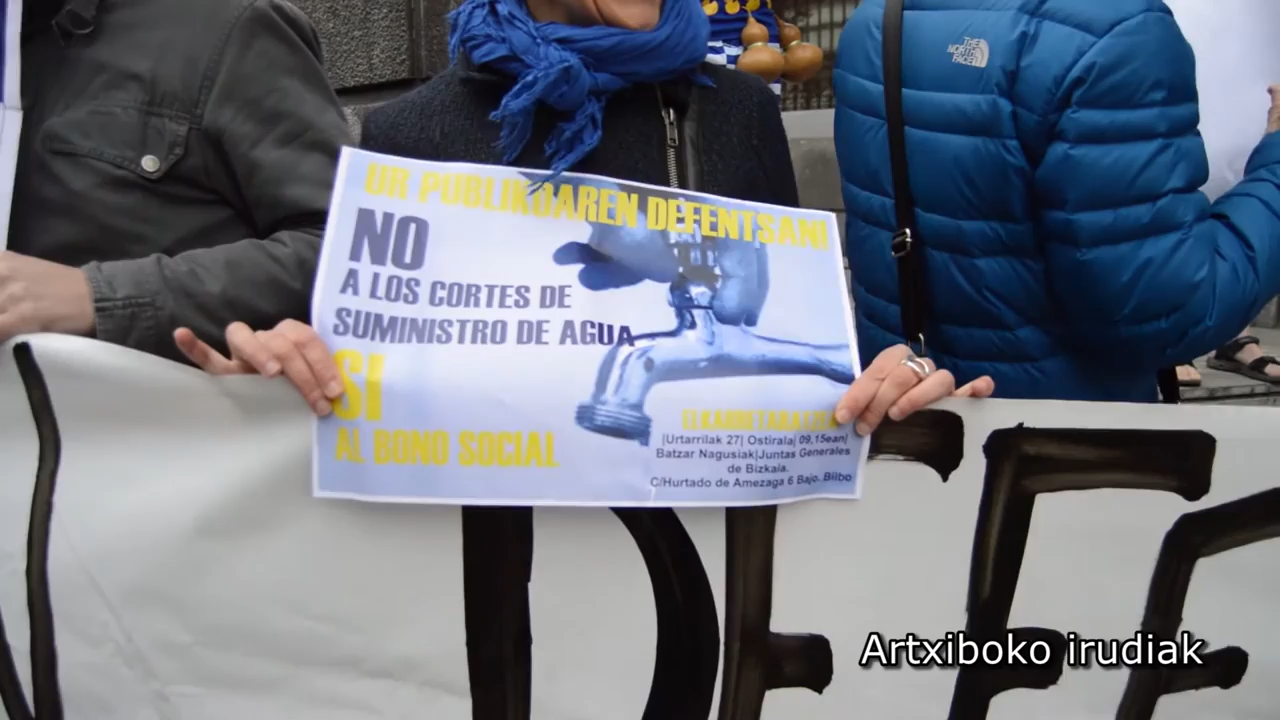 THE
NORTH
FACE
UR PUBLIKOAREN DEFENTSAN!
NO
A LOS CORTES DE
SUMINISTRO DE AGUA
SI
AL BONO SOCIAL
ELKARRETARATZEA
|Urtarrilak 27| Ostirala| 09,15ean|
Batzar Nagusiak|Juntas Generales
de Bizkaia.
C/Hurtado de Amezaga 6 Bajo. Bilbo
DEFE
Artxiboko irudiak